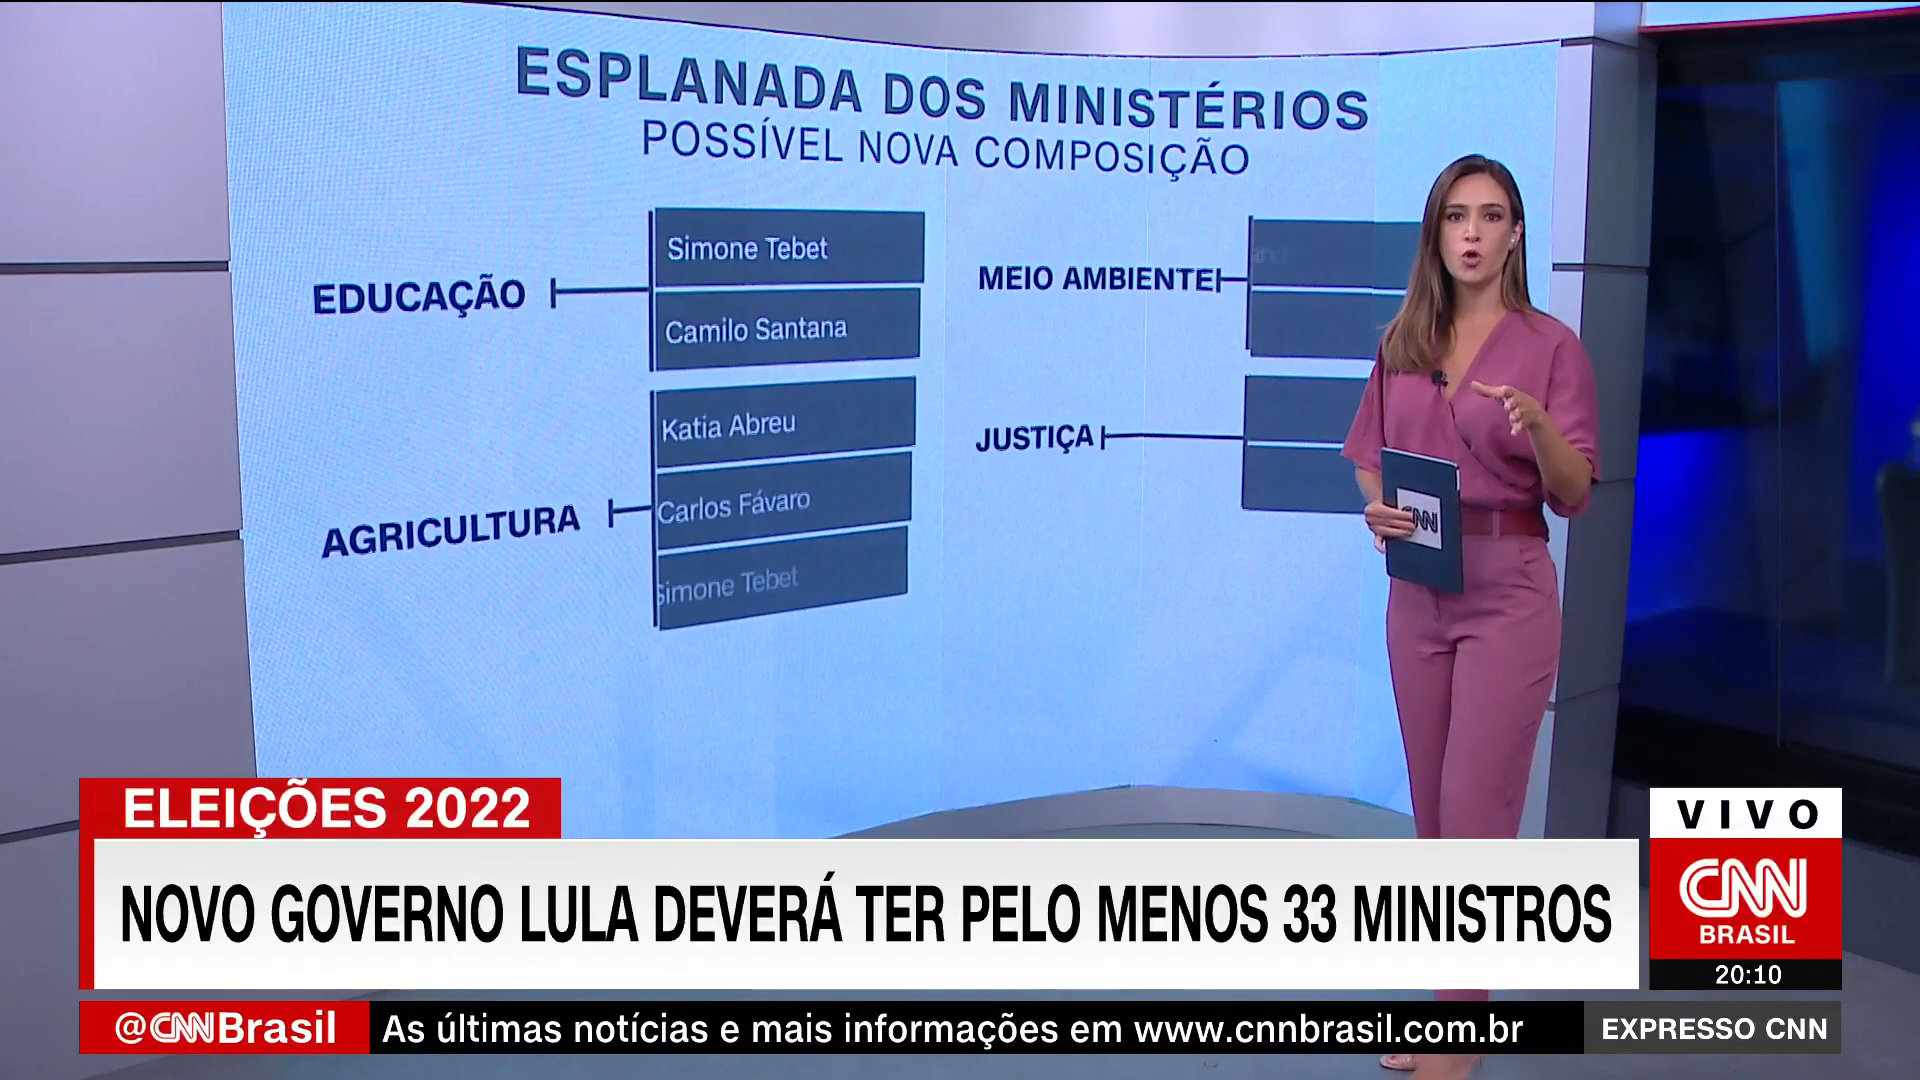 ESPLANADA DOS MINISTÉRIOS
POSSÍVEL NOVA COMPOSIÇÃO
EDUCAÇÃO
Simone Tebet
Camilo Santana
AGRICULTURA
Katia Abreu
Carlos Fávaro
Simone Tebet
MEIO AMBIENTE
JUSTIÇA
CNN
ELEIÇÕES 2022
NOVO GOVERNO LULA DEVERÁ TER PELO MENOS 33 MINISTROS
VIVO
CNN
BRASIL
20:10
@CNNBrasil
As últimas notícias e mais informações em www.cnnbrasil.com.br
EXPRESSO CNN